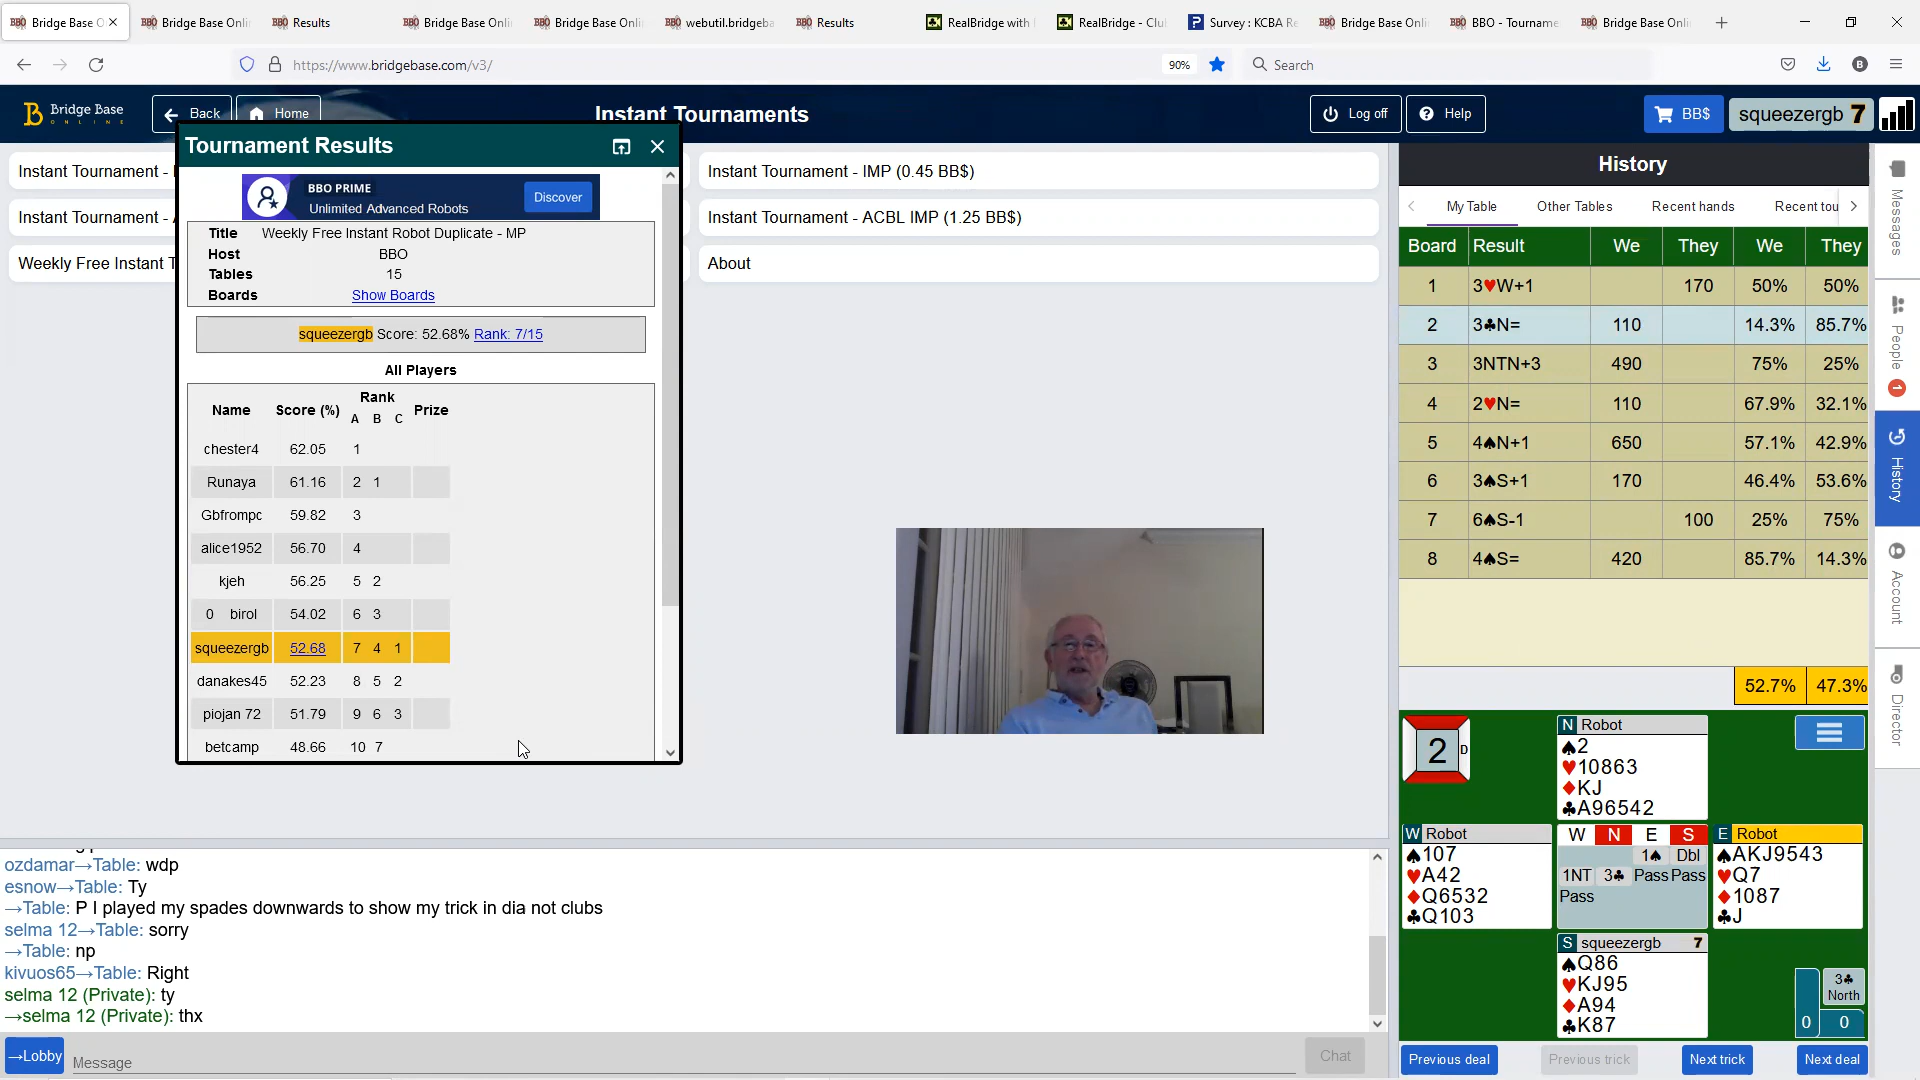 Bridge Base O
Bridge Base Onli
Results
Bridge Base Onli
Bridge Base Onli
webutil.bridgeba
Results
RealBridge with
RealBridge - Clu
Survey : KCBA Re
Bridge Base Onli
BBO - Tourname
Bridge Base Onli
https://www.bridgebase.com/v3/
90%
Search
Bridge Base
ONLINE
Back
Home
Instant Tournaments
Log off
Help
BB$
squeezergb 7
Instant Tournament -
Instant Tournament - IMP (0.45 BB$)
Instant Tournament -
Instant Tournament - ACBL IMP (1.25 BB$)
Weekly Free Instant T
About
Tournament Results
BBO PRIME
Unlimited Advanced Robots
Discover
Title Weekly Free Instant Robot Duplicate - MP
Host BBO
Tables 15
Boards Show Boards
squeezergb Score: 52.68% Rank: 7/15
All Players
Name Score (%) Rank Prize
A B C
chester4 62.05 1
Runaya 61.16 2 1
Gbfrompc 59.82 3
alice1952 56.70 4
kjeh 56.25 5 2
0 birol 54.02 6 3
squeezergb 52.68 7 4 1
danakes45 52.23 8 5 2
piojan 72 51.79 9 6 3
betcamp 48.66 10 7
History
My Table Other Tables Recent hands Recent tou
Board Result We They We They
1 3♥W+1 170 50% 50%
2 3♣N= 110 14.3% 85.7%
3 3NTN+3 490 75% 25%
4 2♥N= 110 67.9% 32.1%
5 4♠N+1 650 57.1% 42.9%
6 3♠S+1 170 46.4% 53.6%
7 6♠S-1 100 25% 75%
8 4♠S= 420 85.7% 14.3%
52.7% 47.3%
2 D
N Robot
♠2
♥10863
♦KJ
♣A96542
W Robot
♠107
♥A42
♦Q6532
♣Q103
W N E S
1♠ Dbl
1NT 3♣ Pass Pass
Pass
E Robot
♠AKJ9543
♥Q7
♦1087
♣J
S squeezergb 7
♠Q86
♥KJ95
♦A94
♣K87
3♣
North
0 0
Previous deal Previous trick Next trick Next deal
Messages
People 1
History
Account
Director
ozdamar→Table: wdp
esnow→Table: Ty
→Table: P I played my spades downwards to show my trick in dia not clubs
selma 12→Table: sorry
→Table: np
kivuos65→Table: Right
selma 12 (Private): ty
→selma 12 (Private): thx
→Lobby
Message
Chat